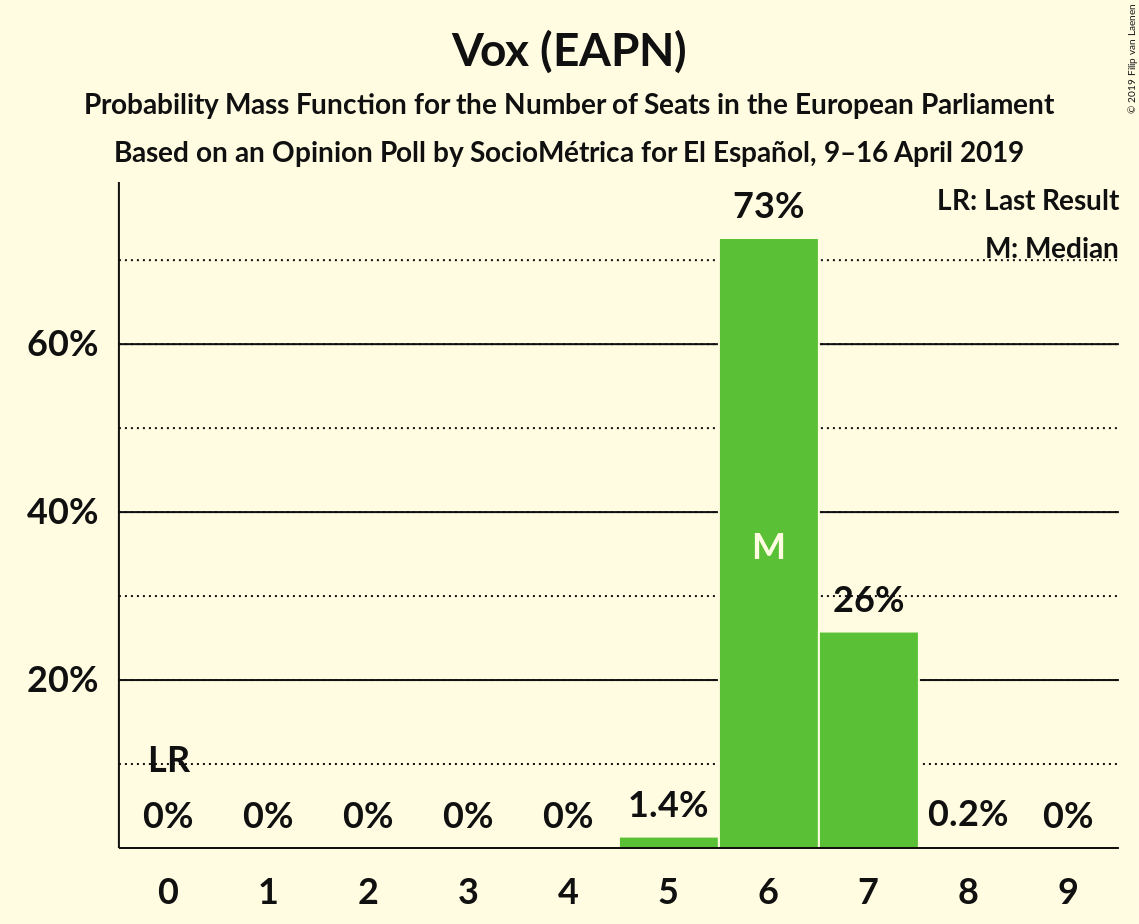 Vox (EAPN)
Probability Mass Function for the Number of Seats in the European Parliament
Based on an Opinion Poll by SocioMétrica for El Español, 9–16 April 2019
© 2019 Filip van Laenen
LR: Last Result
M: Median
73%
60%
40%
M
26%
20%
LR
0%
0%
0%
0%
0%
1.4%
0.2%
0%
0 1 2 3 4 5 6 7 8 9